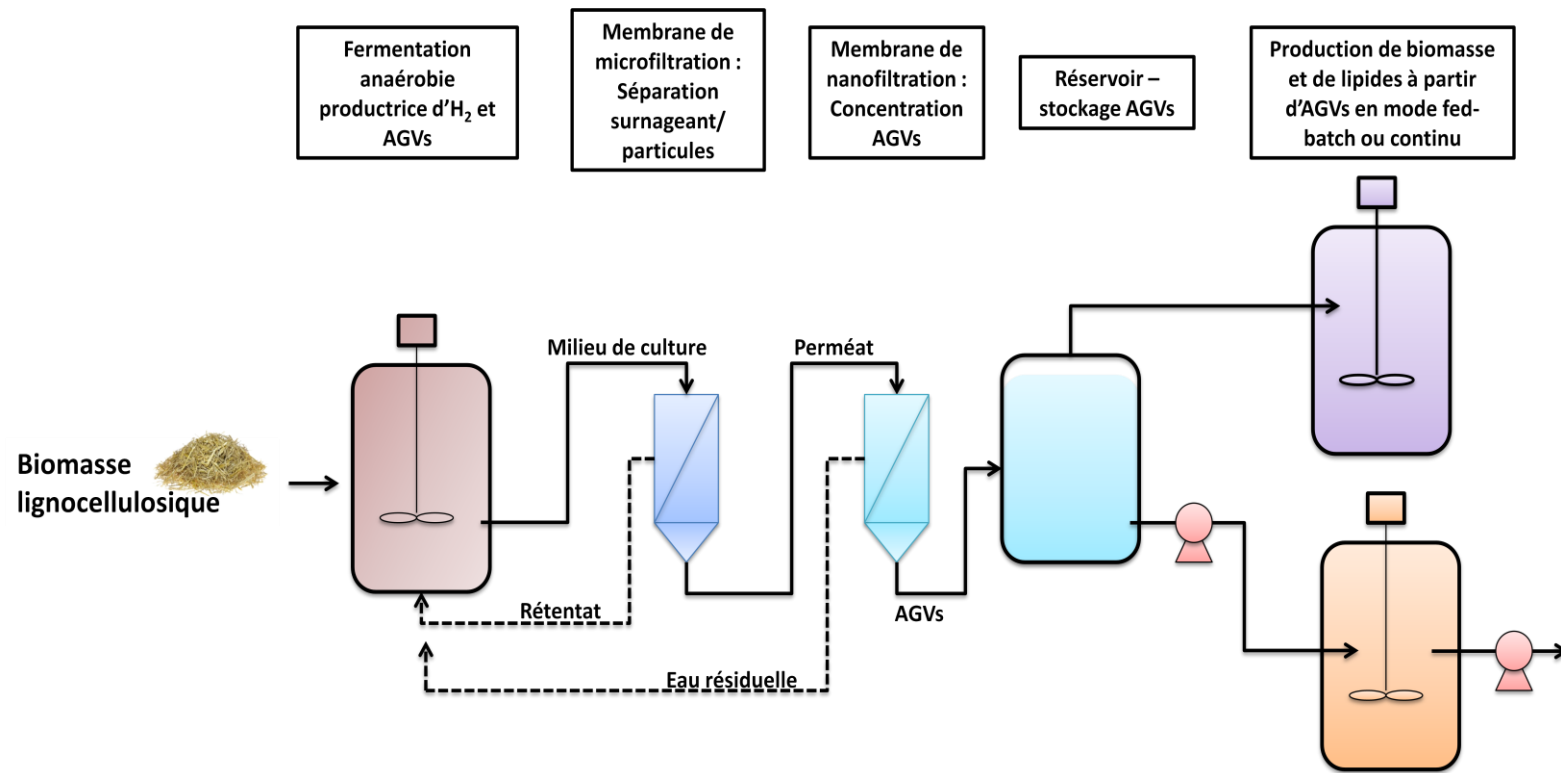 Fermentation
anaérobie
productrice d'H₂ et
AGVs
Membrane de
microfiltration :
Séparation
surnageant/
particules
Membrane de
nanofiltration :
Concentration
AGVs
Réservoir –
stockage AGVs
Production de biomasse
et de lipides à partir
d'AGVs en mode fed-
batch ou continu
Milieu de culture
Perméat
Biomasse
lignocellulosique
Rétentat
AGVs
Eau résiduelle